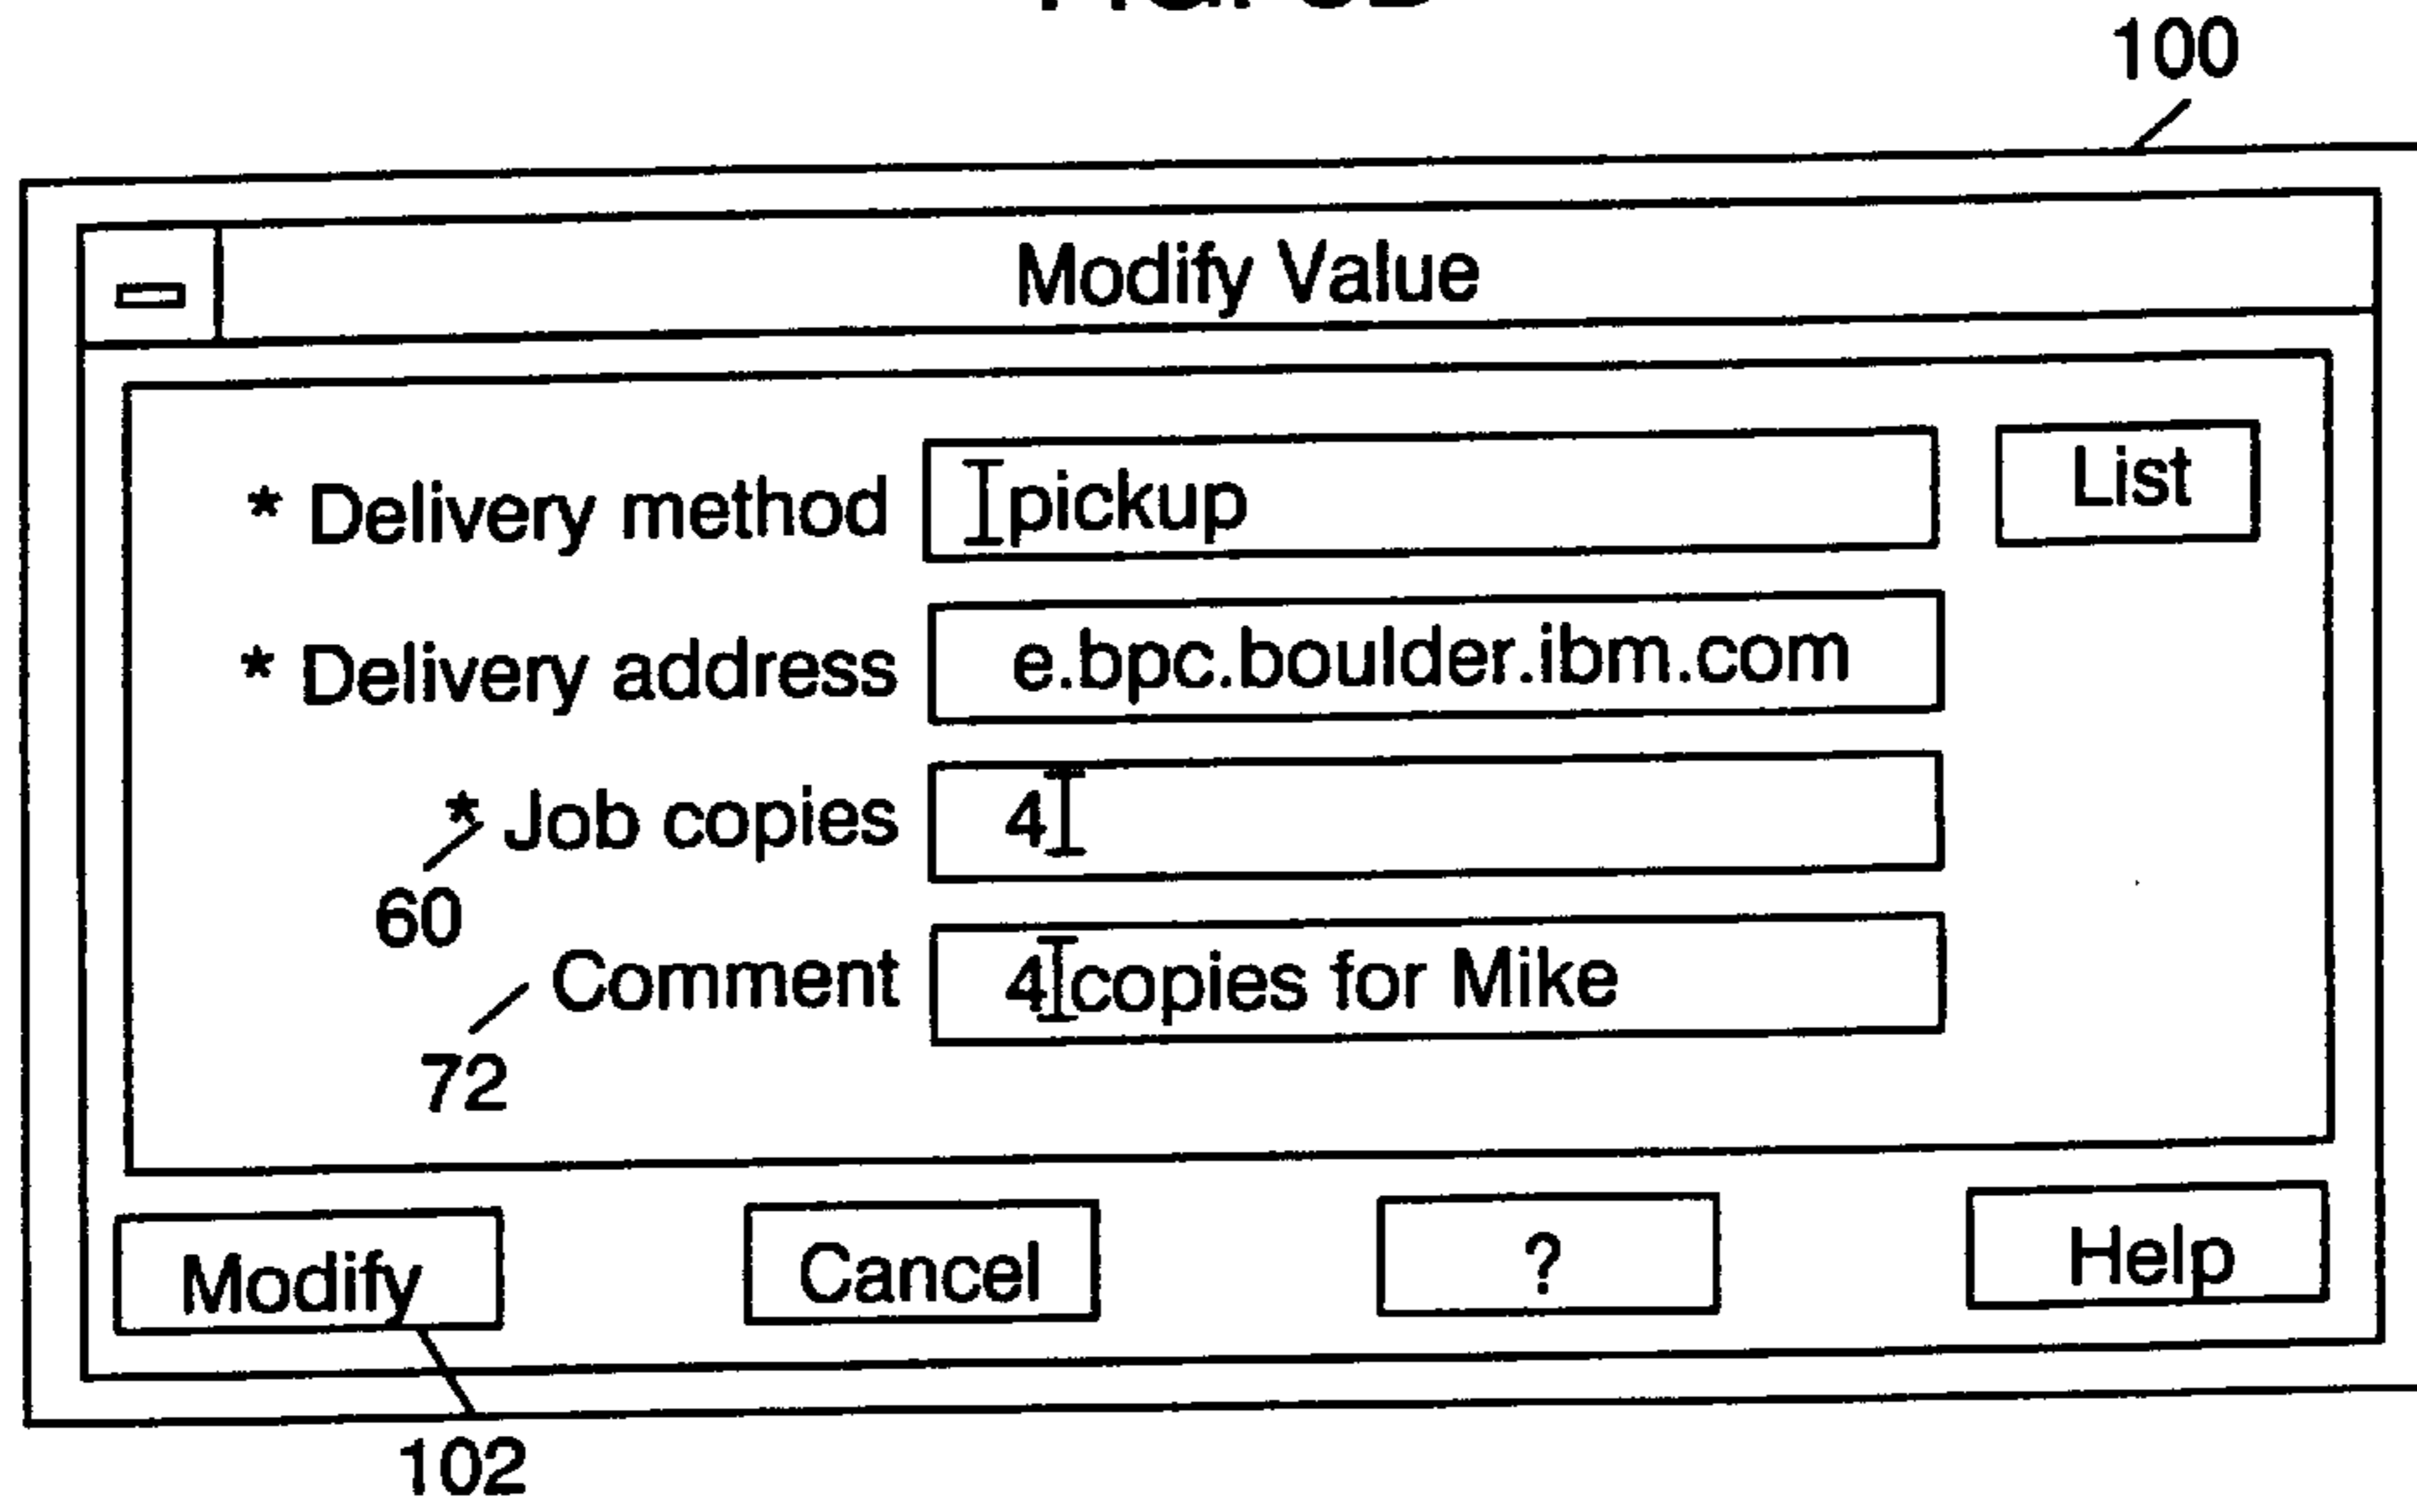 100
Modify Value
* Delivery method pickup List
* Delivery address e.bpc.boulder.ibm.com
* Job copies 4
60
Comment 4 copies for Mike
72
Modify Cancel ? Help
102